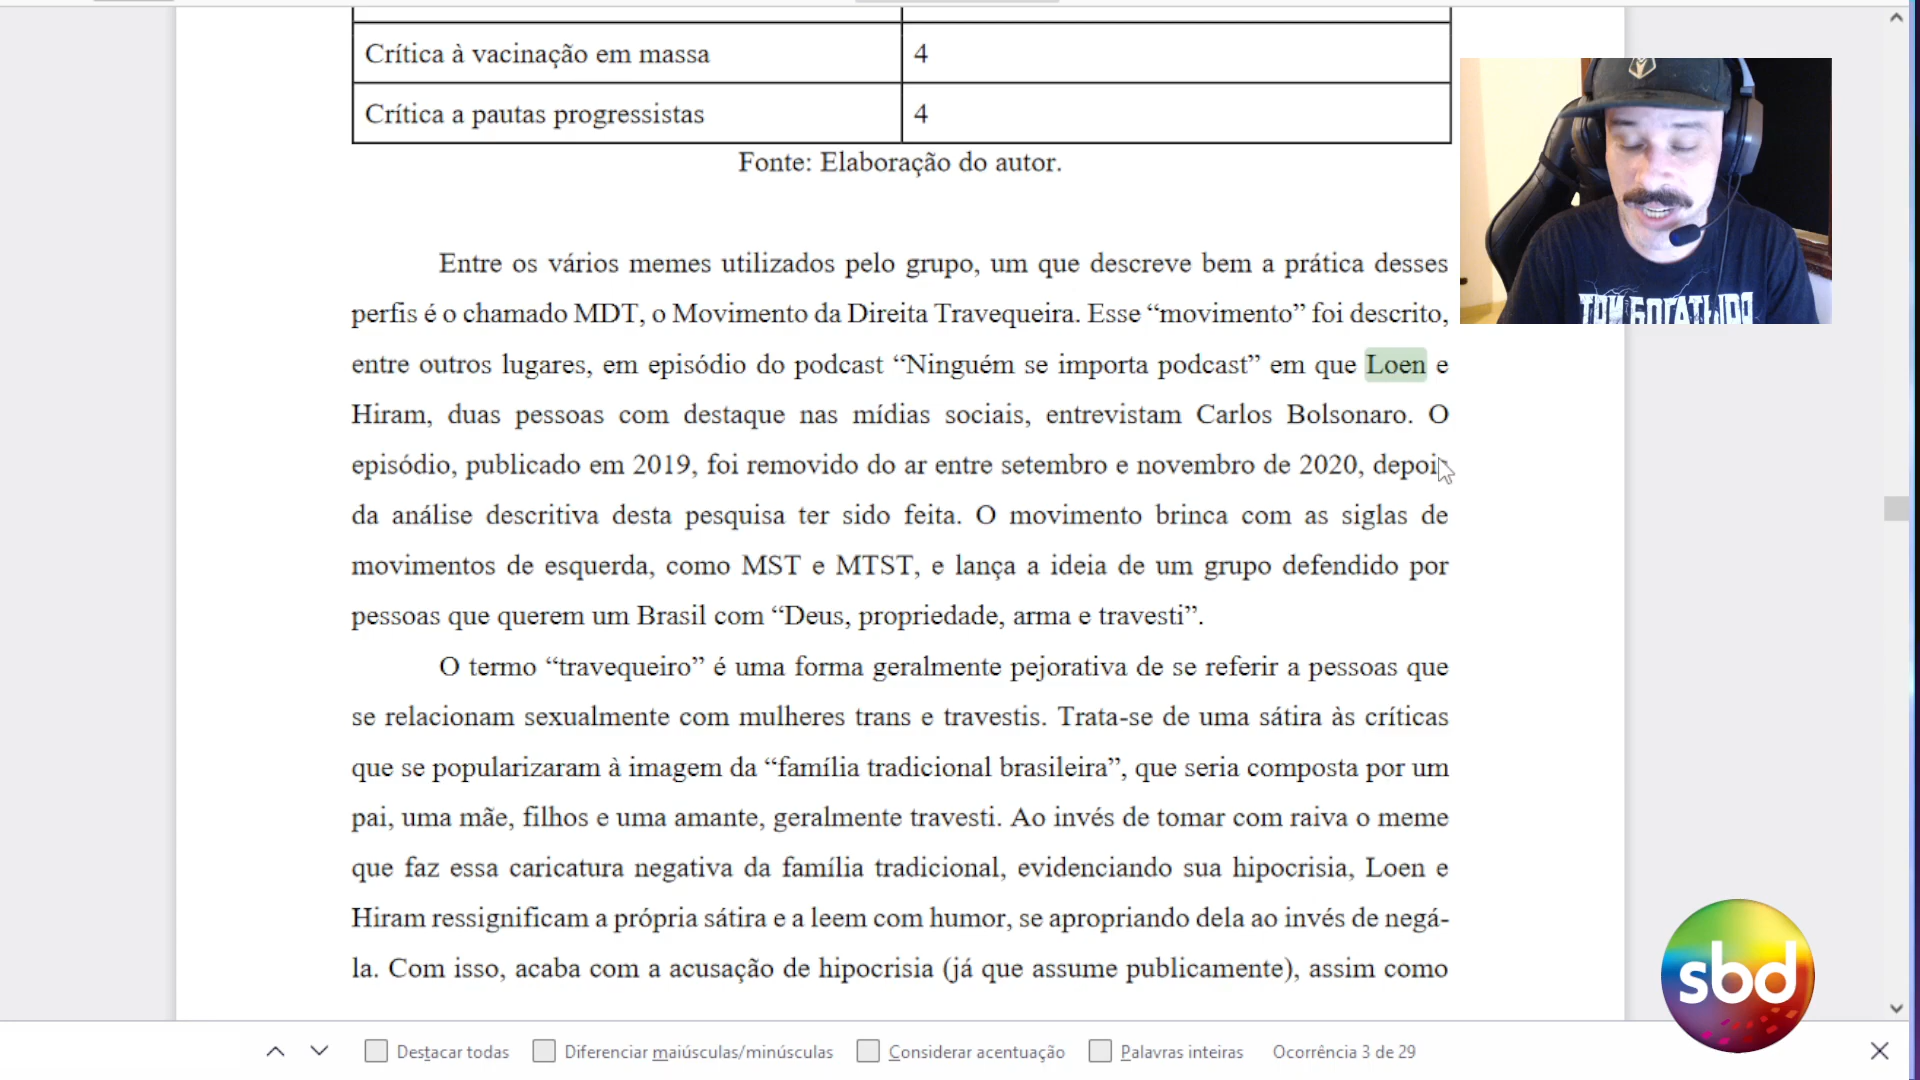 Crítica à vacinação em massa 4
Crítica a pautas progressistas 4
Fonte: Elaboração do autor.
Entre os vários memes utilizados pelo grupo, um que descreve bem a prática desses
perfis é o chamado MDT, o Movimento da Direita Travequeira. Esse “movimento” foi descrito,
entre outros lugares, em episódio do podcast “Ninguém se importa podcast” em que Loen e
Hiram, duas pessoas com destaque nas mídias sociais, entrevistam Carlos Bolsonaro. O
episódio, publicado em 2019, foi removido do ar entre setembro e novembro de 2020, depois
da análise descritiva desta pesquisa ter sido feita. O movimento brinca com as siglas de
movimentos de esquerda, como MST e MTST, e lança a ideia de um grupo defendido por
pessoas que querem um Brasil com “Deus, propriedade, arma e travesti”.
O termo “travequeiro” é uma forma geralmente pejorativa de se referir a pessoas que
se relacionam sexualmente com mulheres trans e travestis. Trata-se de uma sátira às críticas
que se popularizaram à imagem da “família tradicional brasileira”, que seria composta por um
pai, uma mãe, filhos e uma amante, geralmente travesti. Ao invés de tomar com raiva o meme
que faz essa caricatura negativa da família tradicional, evidenciando sua hipocrisia, Loen e
Hiram ressignificam a própria sátira e a leem com humor, se apropriando dela ao invés de negá-
la. Com isso, acaba com a acusação de hipocrisia (já que assume publicamente), assim como
sbd
Destacar todas Diferenciar maiúsculas/minúsculas Considerar acentuação Palavras inteiras Ocorrência 3 de 29